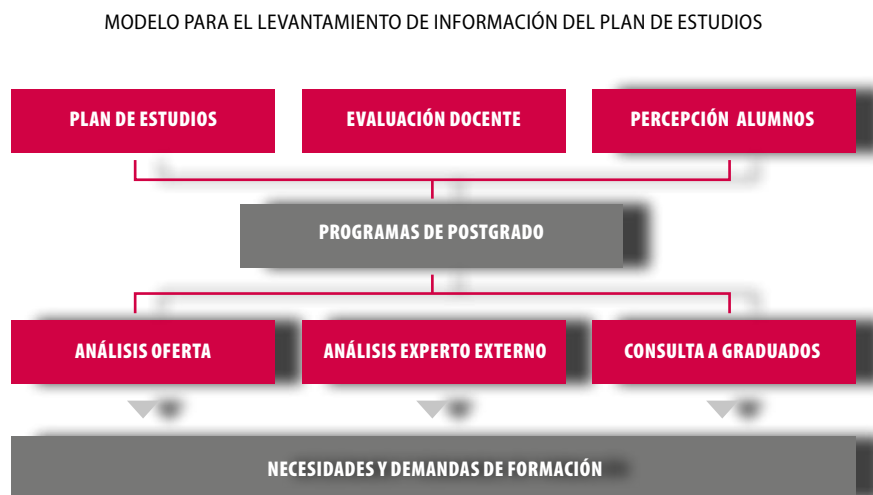 MODELO PARA EL LEVANTAMIENTO DE INFORMACIÓN DEL PLAN DE ESTUDIOS
PLAN DE ESTUDIOS
EVALUACIÓN DOCENTE
PERCEPCIÓN ALUMNOS
PROGRAMAS DE POSTGRADO
ANÁLISIS OFERTA
ANÁLISIS EXPERTO EXTERNO
CONSULTA A GRADUADOS
NECESIDADES Y DEMANDAS DE FORMACIÓN